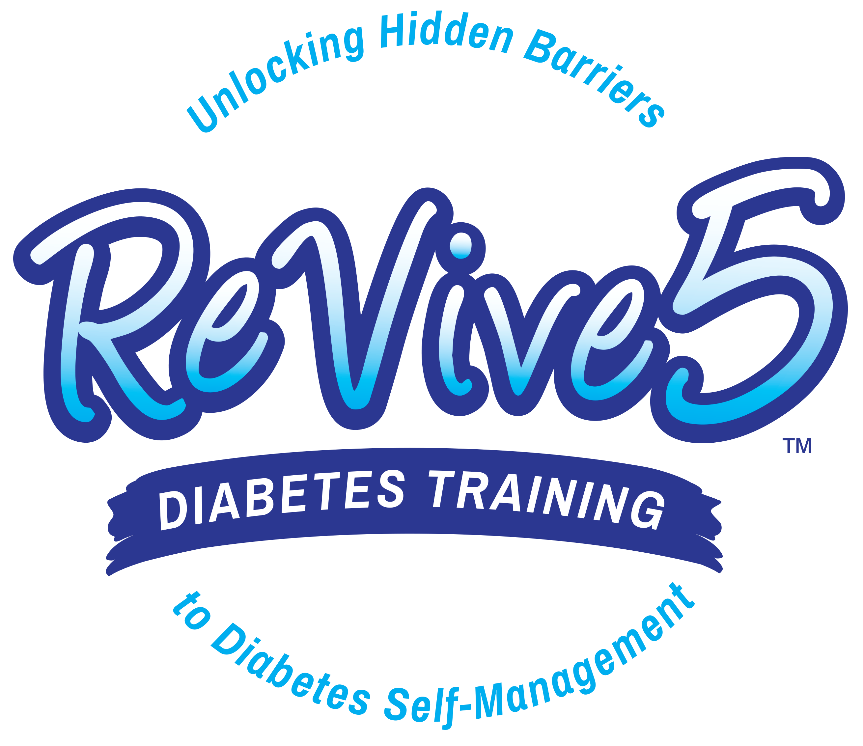 Unlocking Hidden Barriers
ReVive5
TM
DIABETES TRAINING
to Diabetes Self-Management